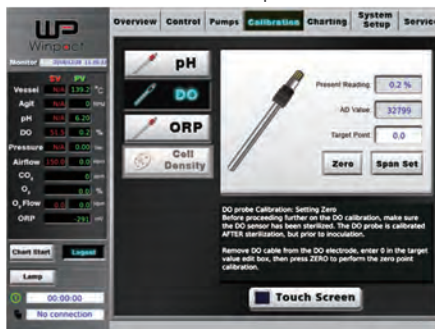 Overview Control Pumps Calibration Charting System Setup Service
WP
Winpact
Monitor
SV PV
Vessel N/A 139.2 °C
Agit N/A 0 RPM
pH N/A 6.20
DO 51.5 0.2 %
Pressure N/A 0.00
Airflow 150.0 0.0
CO2 0.0
O2 0.0 %
O2 Flow 0.0 0.0
ORP -291
Chart Start Logout
Lamp
00:00:00
No connection
pH
DO
ORP
Cell
Density
Present Reading 0.2 %
AD Value 32799
Target Point 0.0
Zero Span Set
DO probe Calibration: Setting Zero
Before proceeding further on the DO calibration, make sure
the DO sensor has been sterilized. The DO probe is calibrated
AFTER sterilization, but prior to inoculation.
Remove DO cable from the DO electrode, enter 0 in the target
value edit box, then press ZERO to perform the zero point
calibration.
Touch Screen